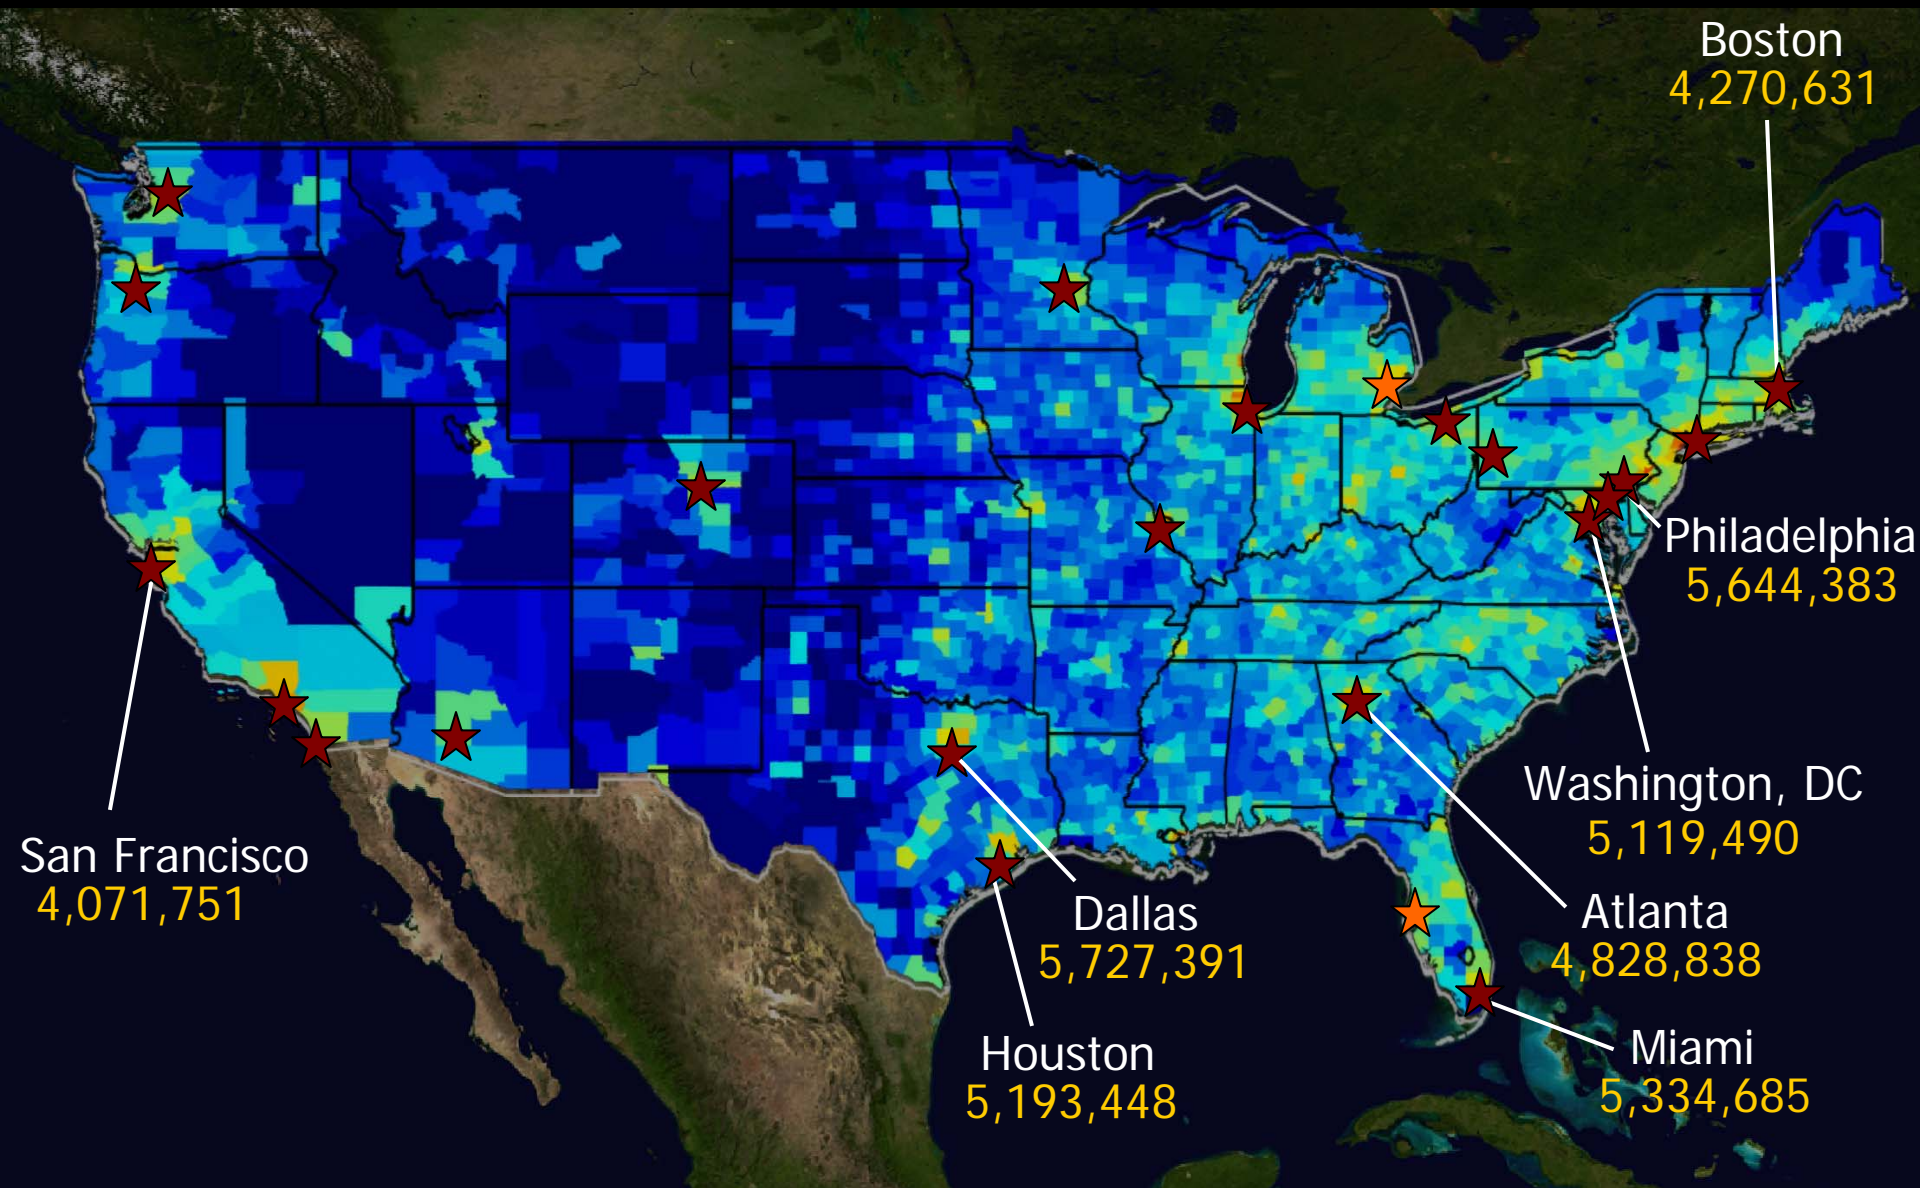 Boston
4,270,631
Philadelphia
5,644,383
Washington, DC
5,119,490
San Francisco
4,071,751
Dallas
5,727,391
Atlanta
4,828,838
Houston
5,193,448
Miami
5,334,685